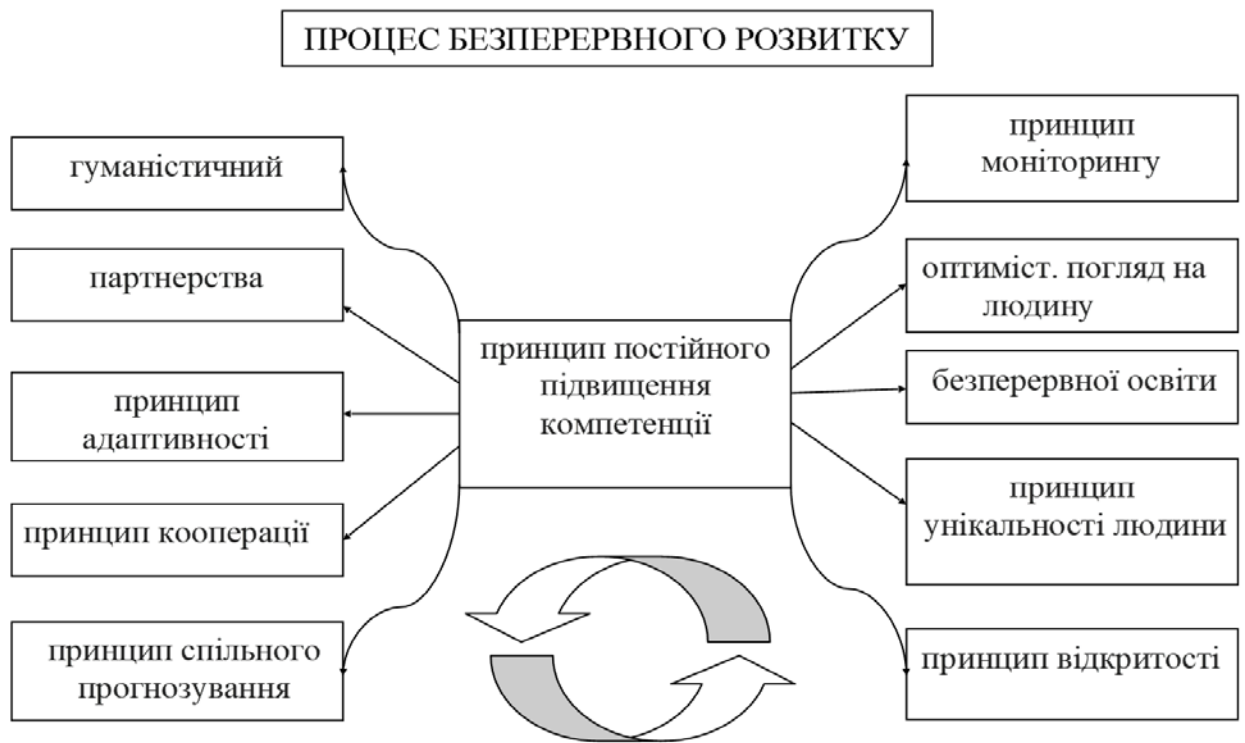 ПРОЦЕС БЕЗПЕРЕРВНОГО РОЗВИТКУ
гуманістичний
партнерства
принцип
адаптивності
принцип кооперації
принцип спільного
прогнозування
принцип постійного
підвищення
компетенції
принцип
моніторингу
оптиміст. погляд на
людину
безперервної освіти
принцип
унікальності людини
принцип відкритості